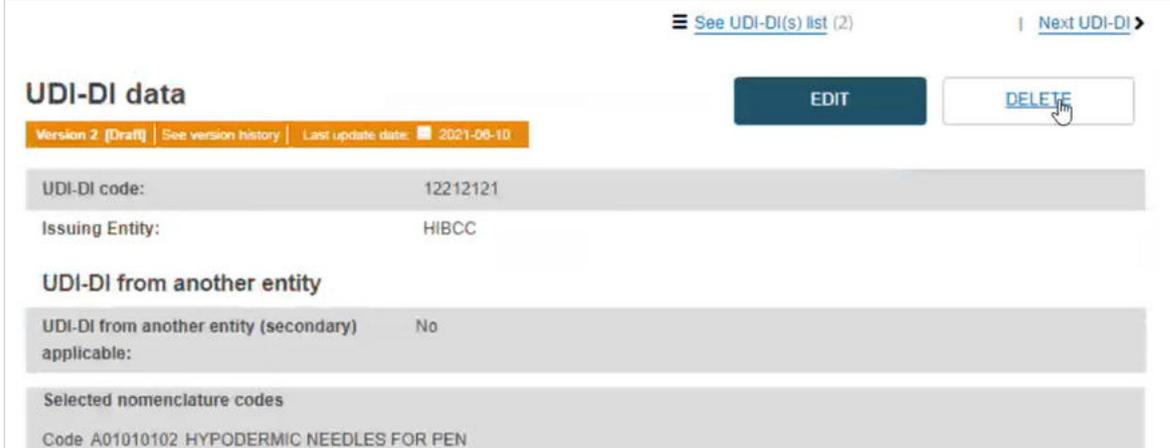 See UDI-DI(s) list (2) | Next UDI-DI
UDI-DI data
EDIT
DELETE
Version 2 [Draft] See version history Last update date: 2021-06-10
UDI-DI code: 12212121
Issuing Entity: HIBCC
UDI-DI from another entity
UDI-DI from another entity (secondary) No
applicable:
Selected nomenclature codes
Code A01010102 HYPODERMIC NEEDLES FOR PEN